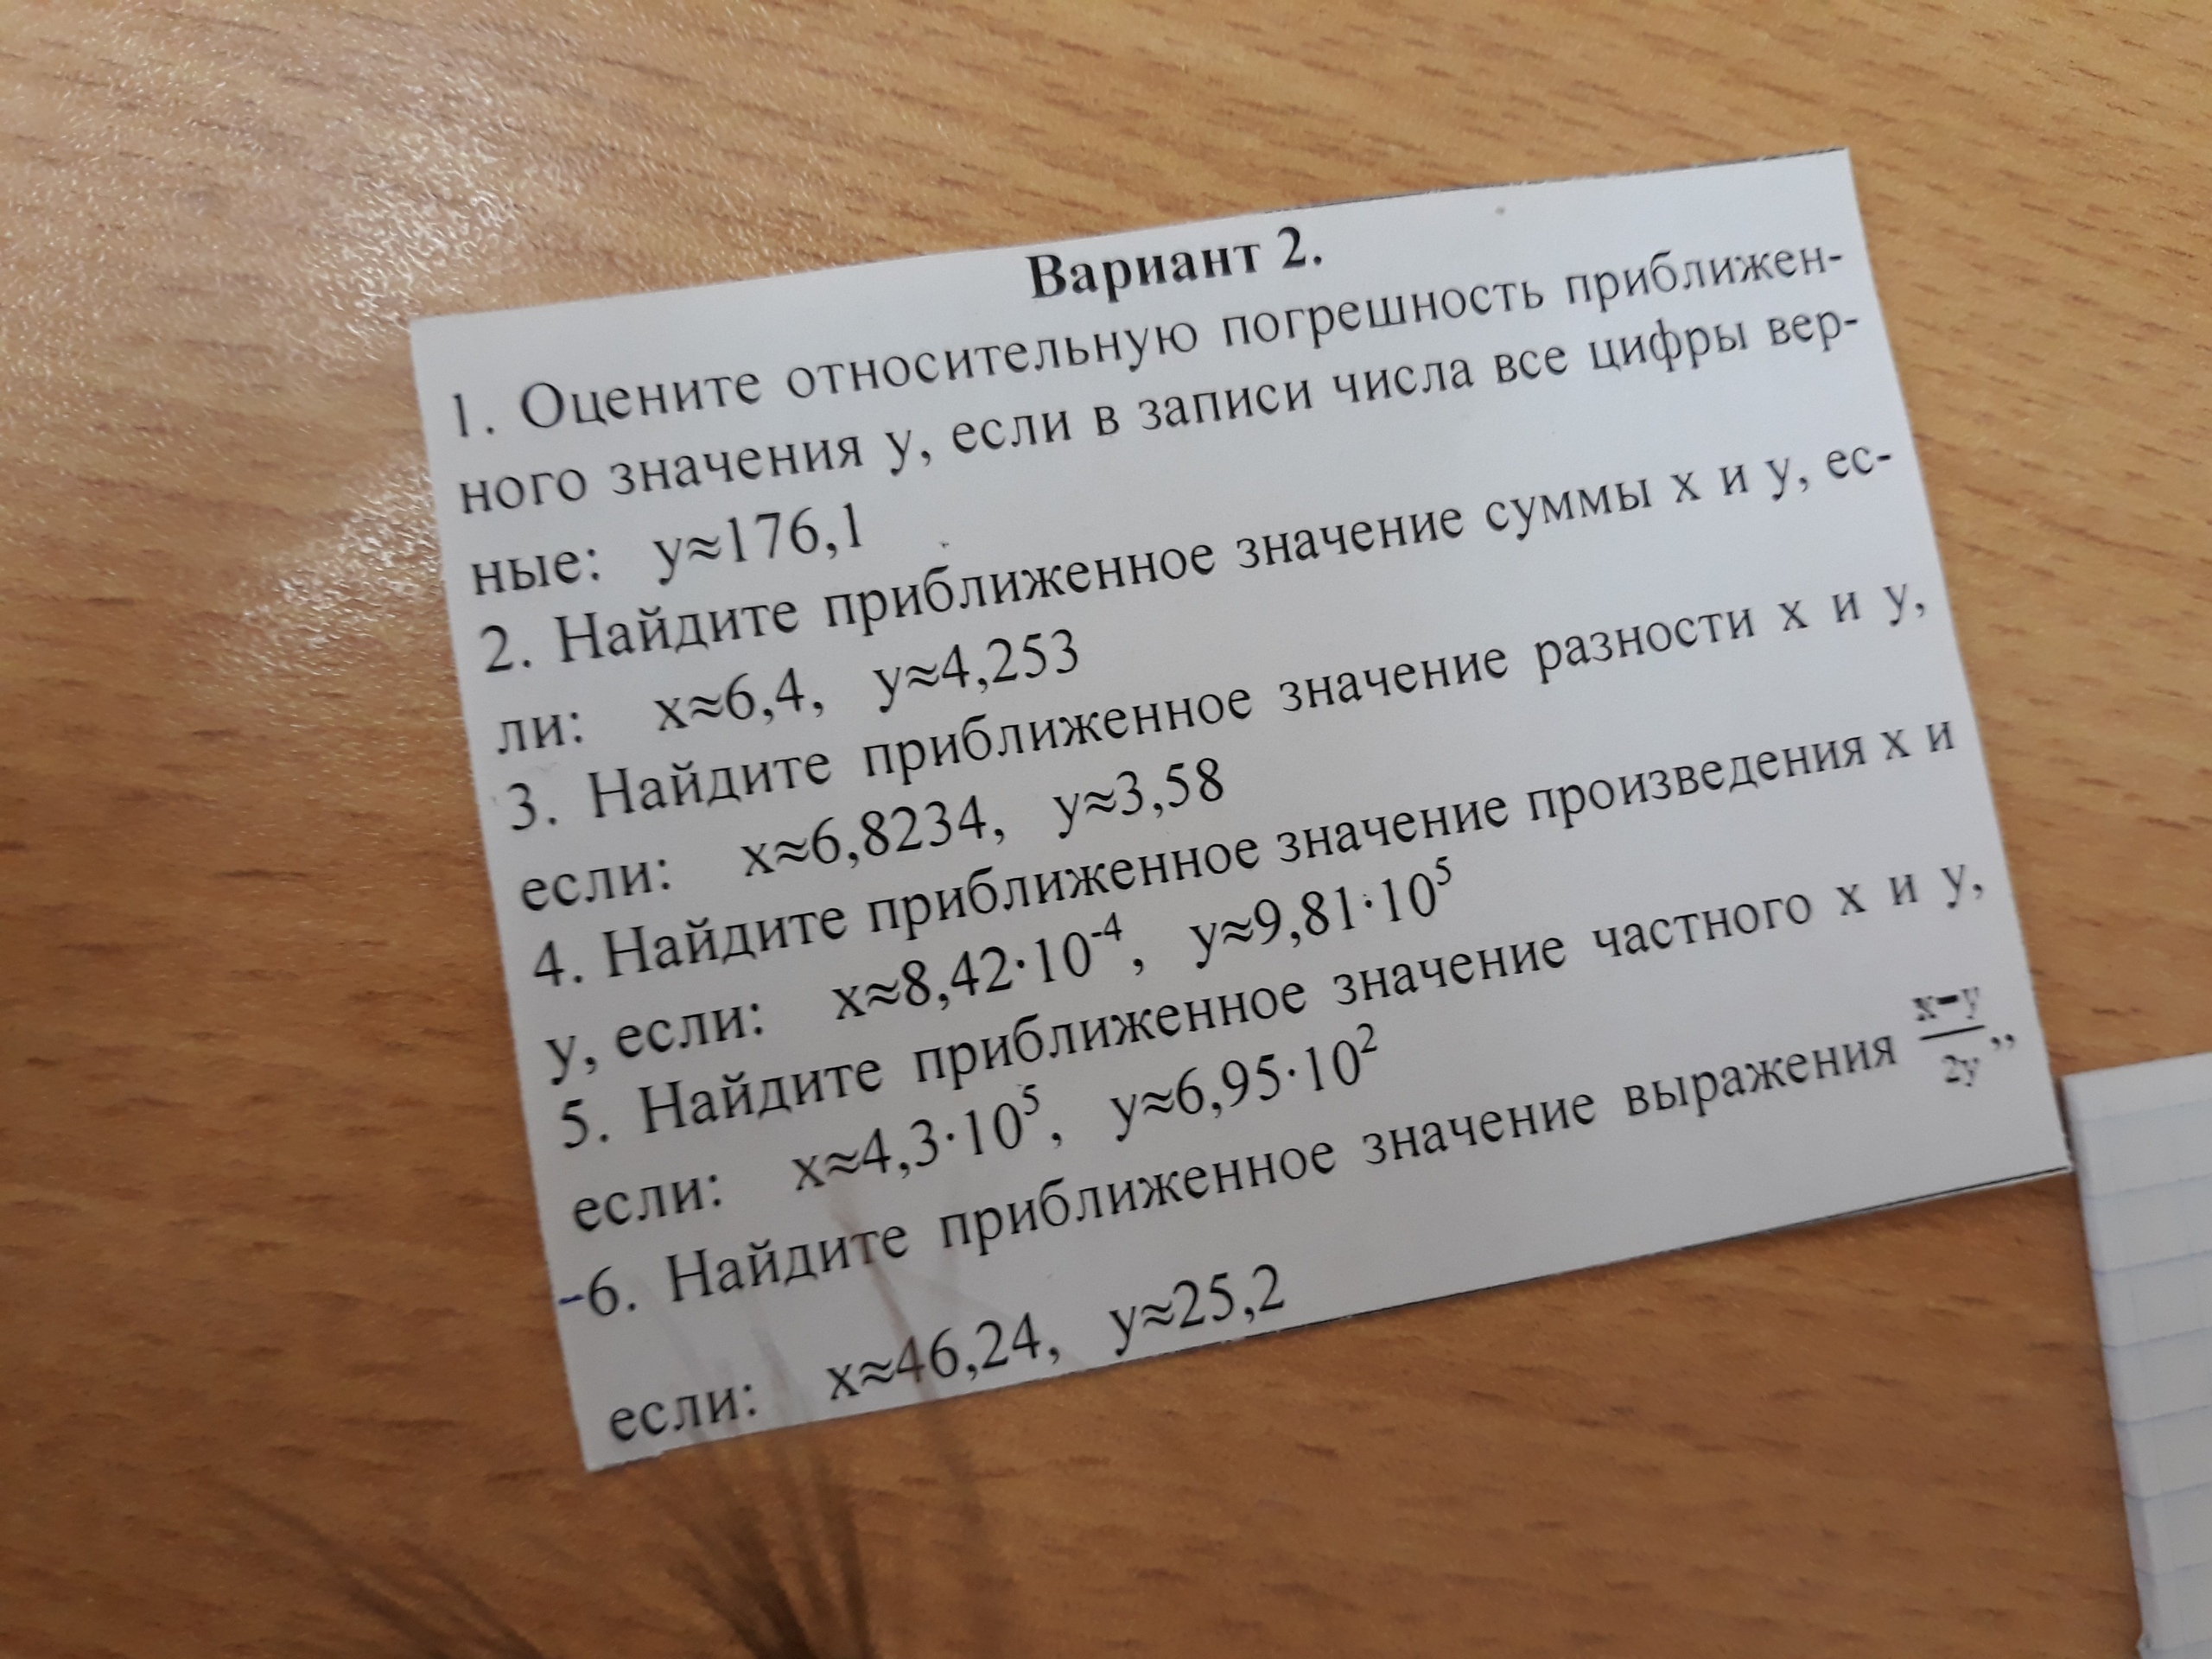 Вариант 2.
1. Оцените относительную погрешность приближен-
ного значения у, если в записи числа все цифры вер-
ные: у≈176,1
2. Найдите приближенное значение суммы х и у, ес-
ли: х≈6,4, у≈4,253
3. Найдите приближенное значение разности х и у,
если: х≈6,8234, у≈3,58
4. Найдите приближенное значение произведения х и
у, если: х≈8,42·10⁻⁴, у≈9,81·10⁵
5. Найдите приближенное значение частного х и у,
если: х≈4,3·10⁵, у≈6,95·10²
-6. Найдите приближенное значение выражения (х−у)/(2у),,
если: х≈46,24, у≈25,2